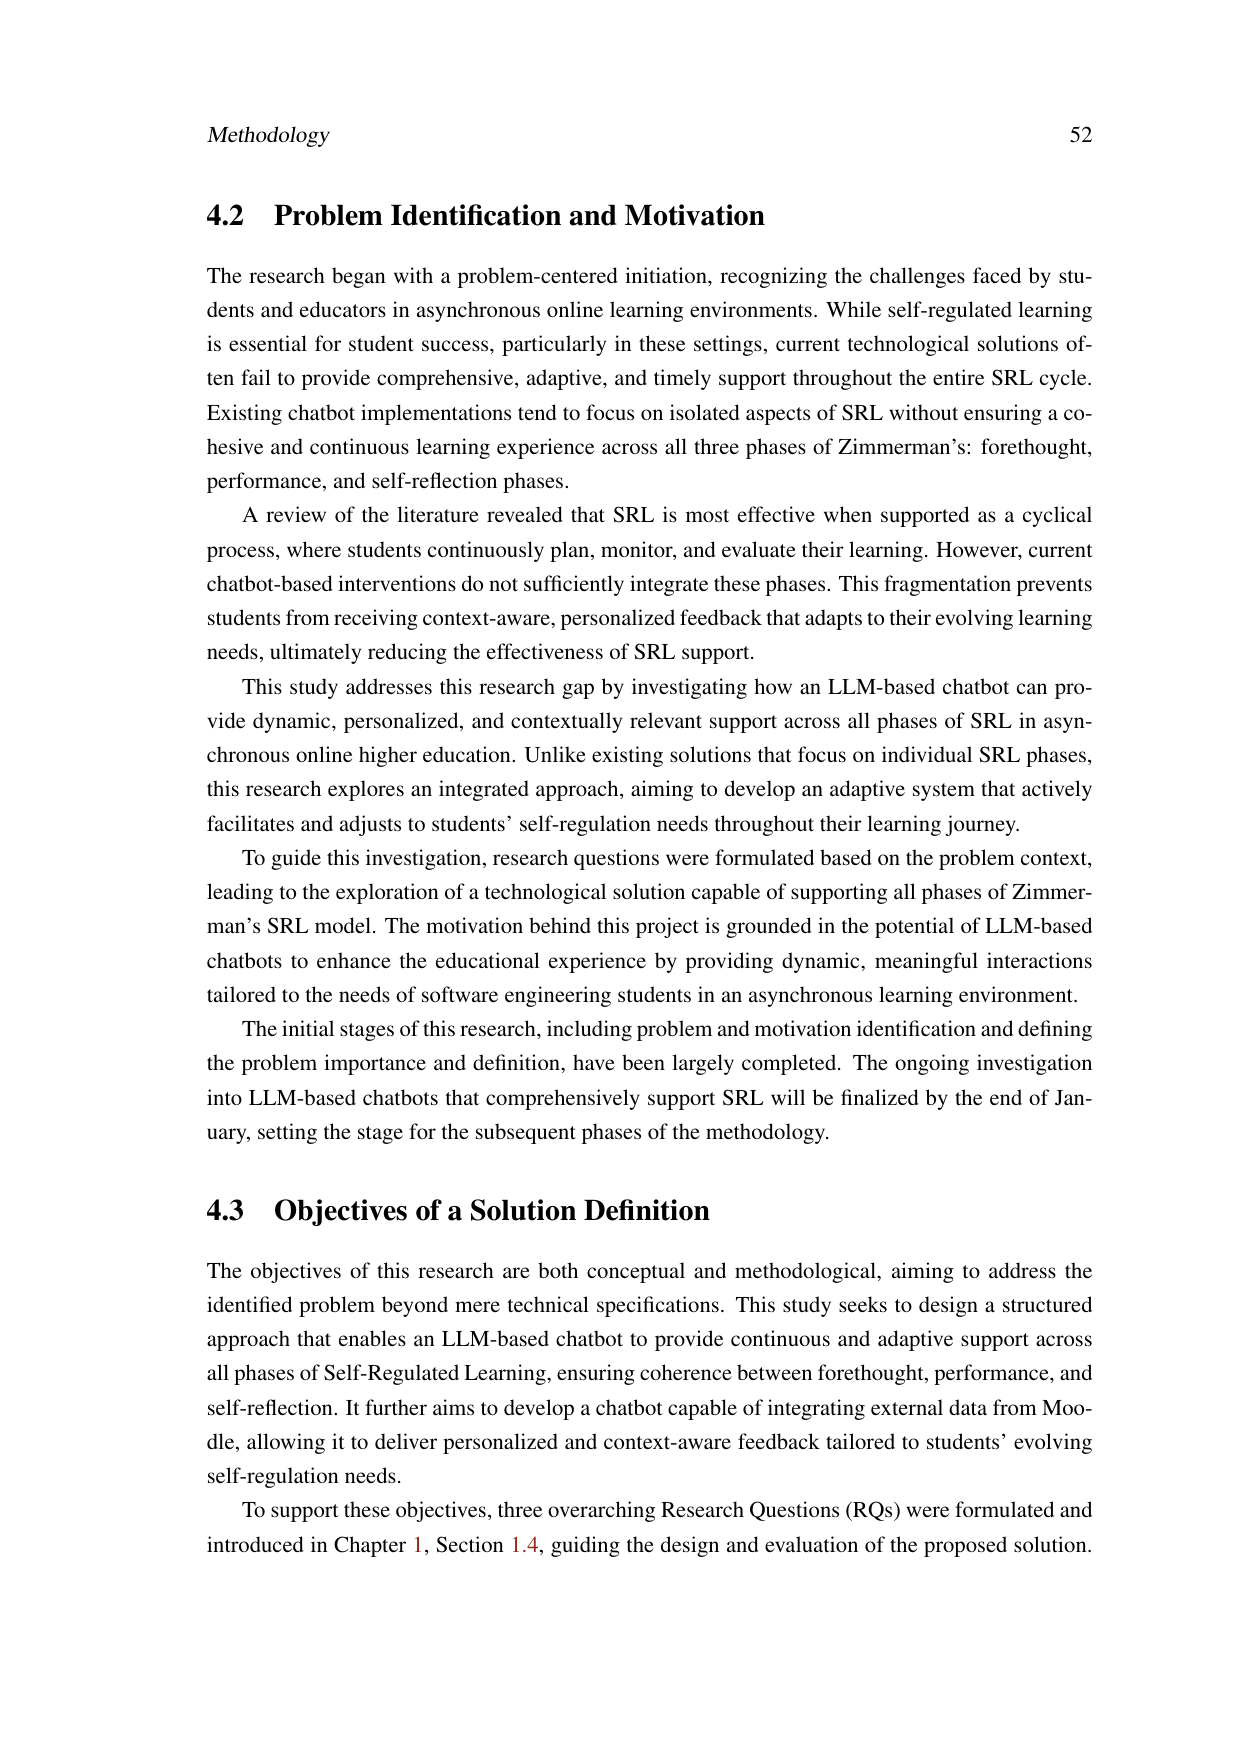 Methodology 52
4.2 Problem Identification and Motivation
The research began with a problem-centered initiation, recognizing the challenges faced by stu-
dents and educators in asynchronous online learning environments. While self-regulated learning
is essential for student success, particularly in these settings, current technological solutions of-
ten fail to provide comprehensive, adaptive, and timely support throughout the entire SRL cycle.
Existing chatbot implementations tend to focus on isolated aspects of SRL without ensuring a co-
hesive and continuous learning experience across all three phases of Zimmerman’s: forethought,
performance, and self-reflection phases.
A review of the literature revealed that SRL is most effective when supported as a cyclical
process, where students continuously plan, monitor, and evaluate their learning. However, current
chatbot-based interventions do not sufficiently integrate these phases. This fragmentation prevents
students from receiving context-aware, personalized feedback that adapts to their evolving learning
needs, ultimately reducing the effectiveness of SRL support.
This study addresses this research gap by investigating how an LLM-based chatbot can pro-
vide dynamic, personalized, and contextually relevant support across all phases of SRL in asyn-
chronous online higher education. Unlike existing solutions that focus on individual SRL phases,
this research explores an integrated approach, aiming to develop an adaptive system that actively
facilitates and adjusts to students’ self-regulation needs throughout their learning journey.
To guide this investigation, research questions were formulated based on the problem context,
leading to the exploration of a technological solution capable of supporting all phases of Zimmer-
man’s SRL model. The motivation behind this project is grounded in the potential of LLM-based
chatbots to enhance the educational experience by providing dynamic, meaningful interactions
tailored to the needs of software engineering students in an asynchronous learning environment.
The initial stages of this research, including problem and motivation identification and defining
the problem importance and definition, have been largely completed. The ongoing investigation
into LLM-based chatbots that comprehensively support SRL will be finalized by the end of Jan-
uary, setting the stage for the subsequent phases of the methodology.
4.3 Objectives of a Solution Definition
The objectives of this research are both conceptual and methodological, aiming to address the
identified problem beyond mere technical specifications. This study seeks to design a structured
approach that enables an LLM-based chatbot to provide continuous and adaptive support across
all phases of Self-Regulated Learning, ensuring coherence between forethought, performance, and
self-reflection. It further aims to develop a chatbot capable of integrating external data from Moo-
dle, allowing it to deliver personalized and context-aware feedback tailored to students’ evolving
self-regulation needs.
To support these objectives, three overarching Research Questions (RQs) were formulated and
introduced in Chapter 1, Section 1.4, guiding the design and evaluation of the proposed solution.